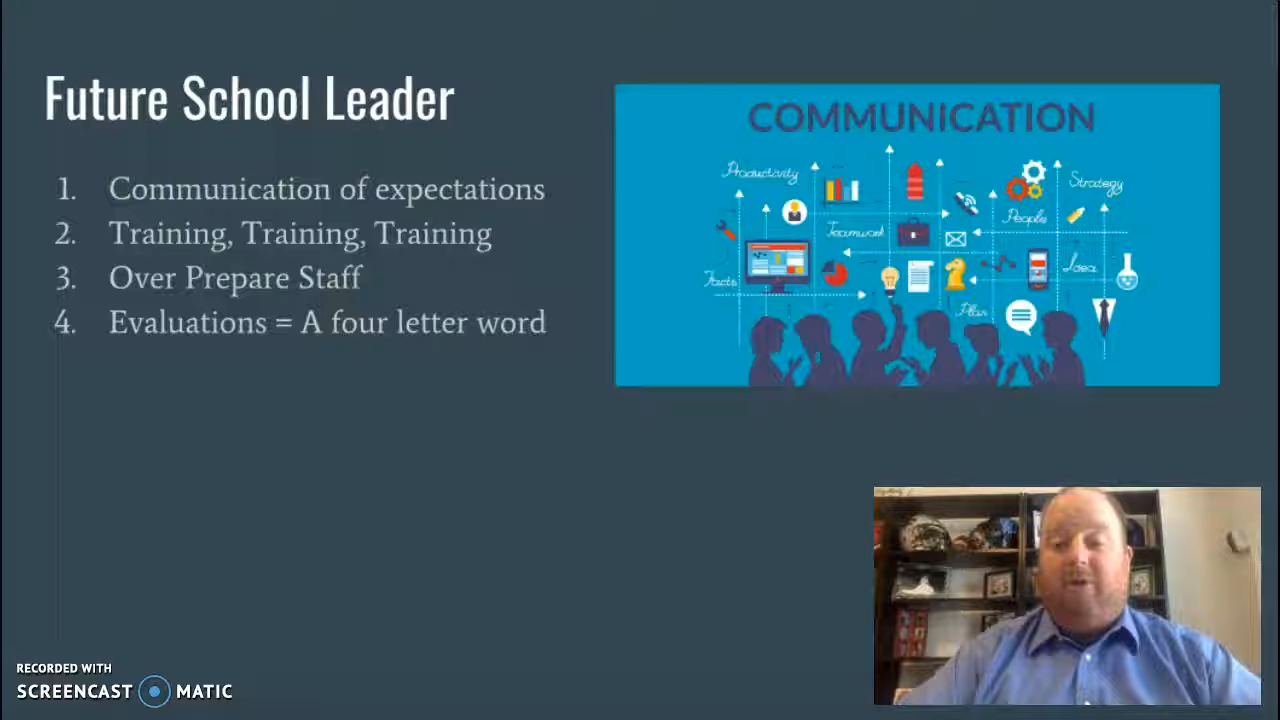 Future School Leader
1. Communication of expectations
2. Training, Training, Training
3. Over Prepare Staff
4. Evaluations = A four letter word
COMMUNICATION
Productivity
Strategy
People
Teamwork
Idea
Facts
Plan
RECORDED WITH
SCREENCAST MATIC